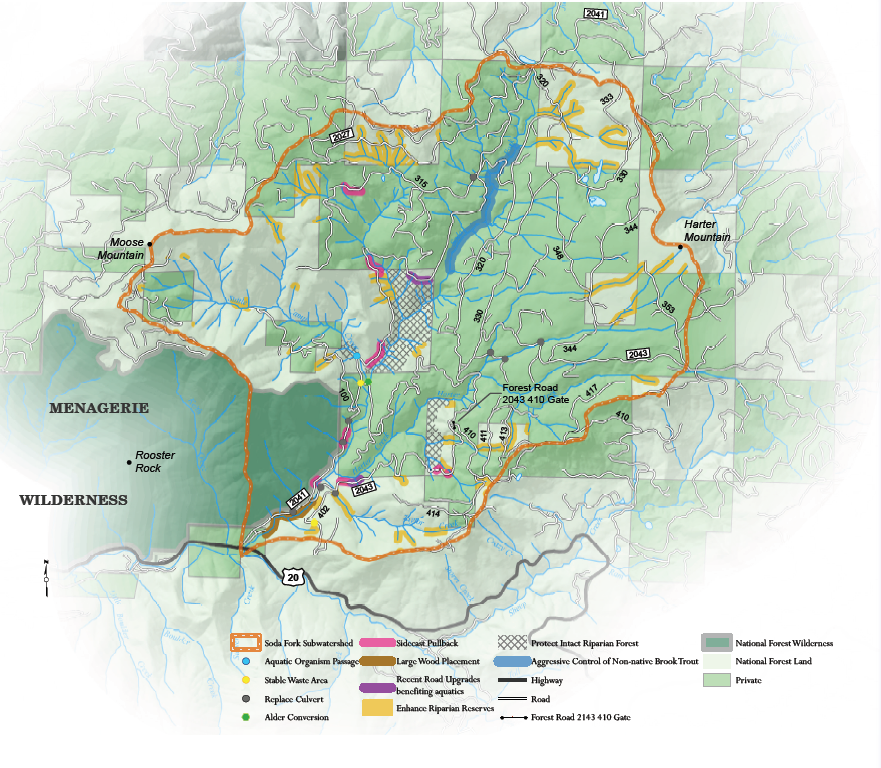 2041
320
333
2027
315
330
Harter
Mountain
344
Moose
Mountain
348
320
353
330
344
2043
Forest Road
2043 410 Gate
417
100
MENAGERIE
410
410
411
413
Rooster
Rock
2043
2041
WILDERNESS
402
414
20
Soda Fork Subwatershed
Aquatic Organism Passage
Stable Waste Area
Replace Culvert
Alder Conversion
Sidecast Pullback
Large Wood Placement
Recent Road Upgrades
benefiting aquatics
Enhance Riparian Reserves
Protect Intact Riparian Forest
Aggressive Control of Non-native Brook Trout
Highway
Road
Forest Road 2143 410 Gate
National Forest Wilderness
National Forest Land
Private